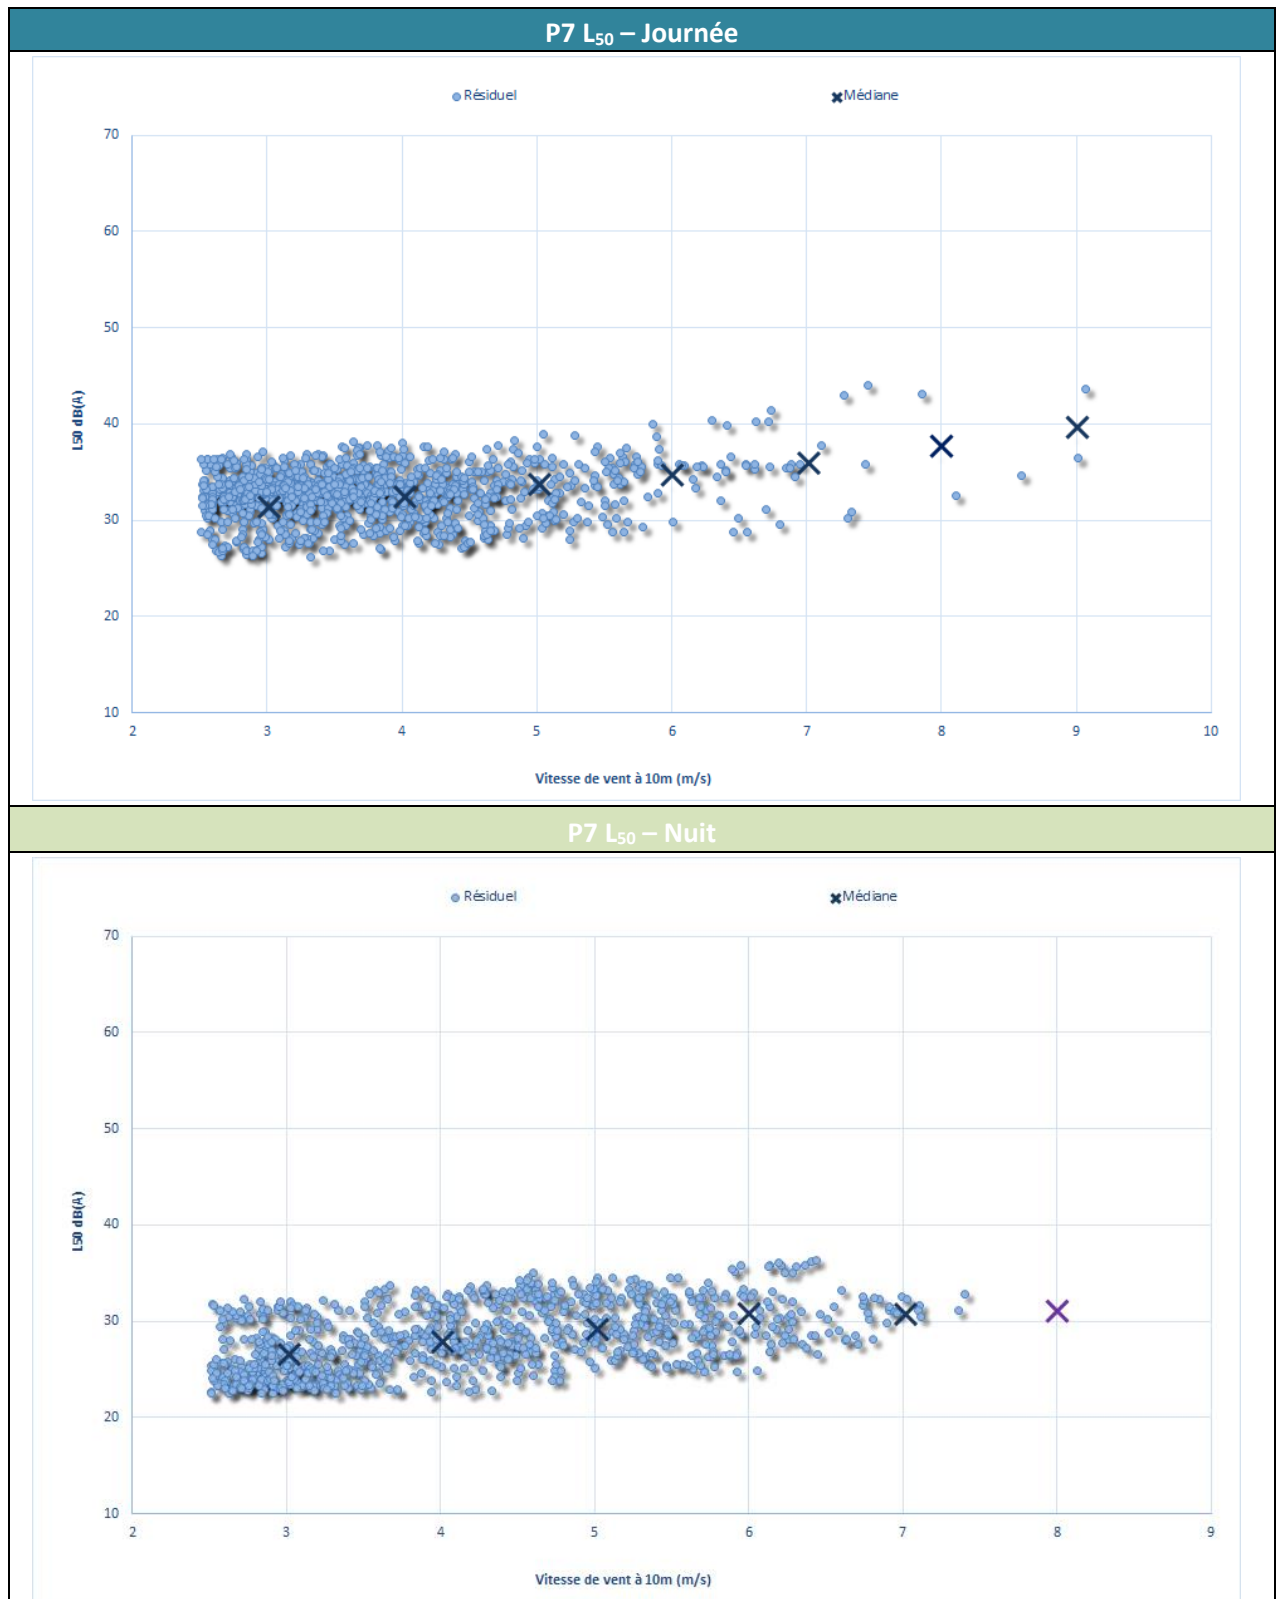 P7 L50 – Journée
Résiduel Médiane
70
60
50
40
30
20
10
L50 dB(A)
2 3 4 5 6 7 8 9 10
Vitesse de vent à 10m (m/s)
P7 L50 – Nuit
Résiduel Médiane
70
60
50
40
30
20
10
L50 dB(A)
2 3 4 5 6 7 8 9
Vitesse de vent à 10m (m/s)